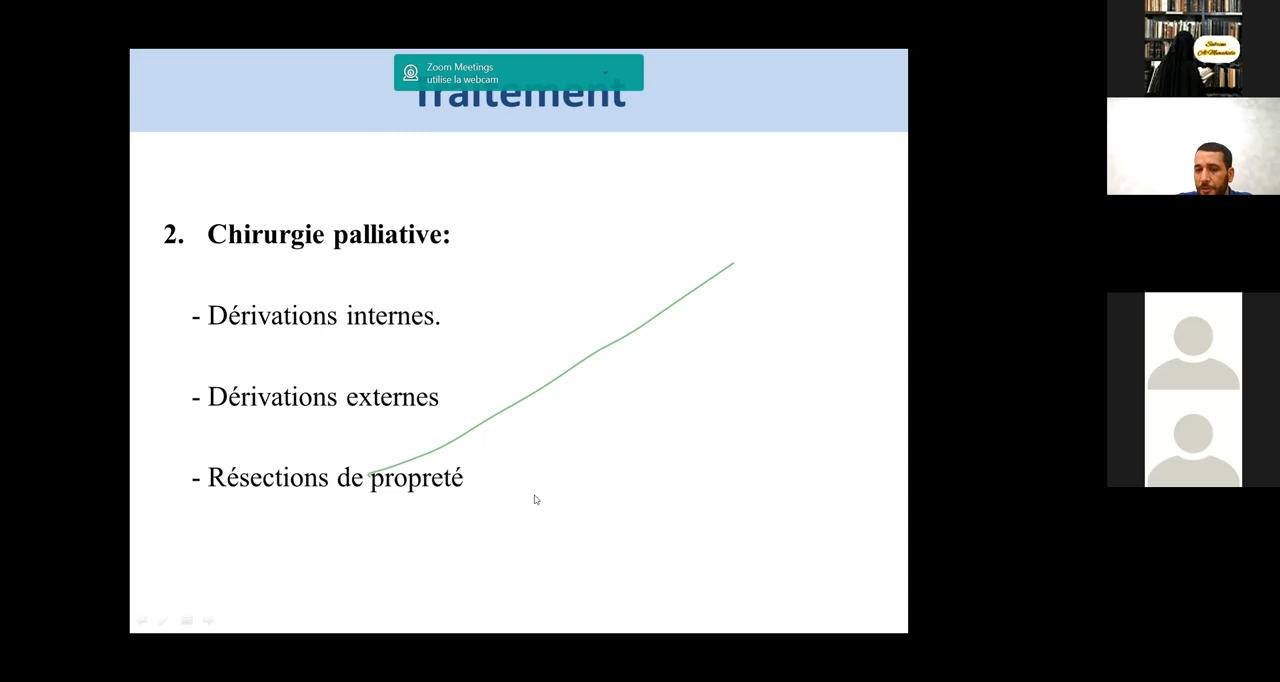 Zoom Meetings
utilise la webcam
Traitement
2. Chirurgie palliative:
- Dérivations internes.
- Dérivations externes
- Résections de propreté